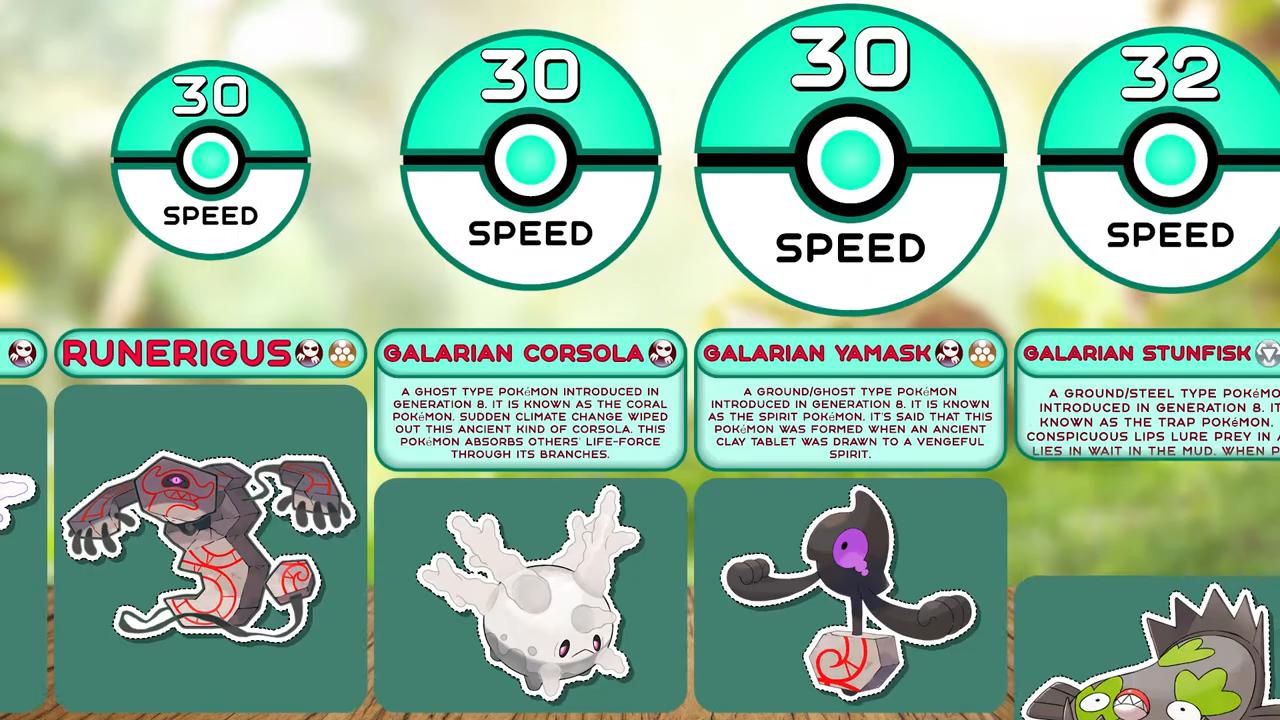 30
SPEED
30
SPEED
30
SPEED
32
SPEED
RUNERIGUS
GALARIAN CORSOLA
A GHOST TYPE POKéMON INTRODUCED IN
GENERATION 8. IT IS KNOWN AS THE CORAL
POKéMON. SUDDEN CLIMATE CHANGE WIPED
OUT THIS ANCIENT KIND OF CORSOLA. THIS
POKéMON ABSORBS OTHERS' LIFE-FORCE
THROUGH ITS BRANCHES.
GALARIAN YAMASK
A GROUND/GHOST TYPE POKéMON
INTRODUCED IN GENERATION 8. IT IS KNOWN
AS THE SPIRIT POKéMON. IT'S SAID THAT THIS
POKéMON WAS FORMED WHEN AN ANCIENT
CLAY TABLET WAS DRAWN TO A VENGEFUL
SPIRIT.
GALARIAN STUNFISK
A GROUND/STEEL TYPE POKéMO
INTRODUCED IN GENERATION 8. IT
KNOWN AS THE TRAP POKéMON.
CONSPICUOUS LIPS LURE PREY IN A
LIES IN WAIT IN THE MUD. WHEN P